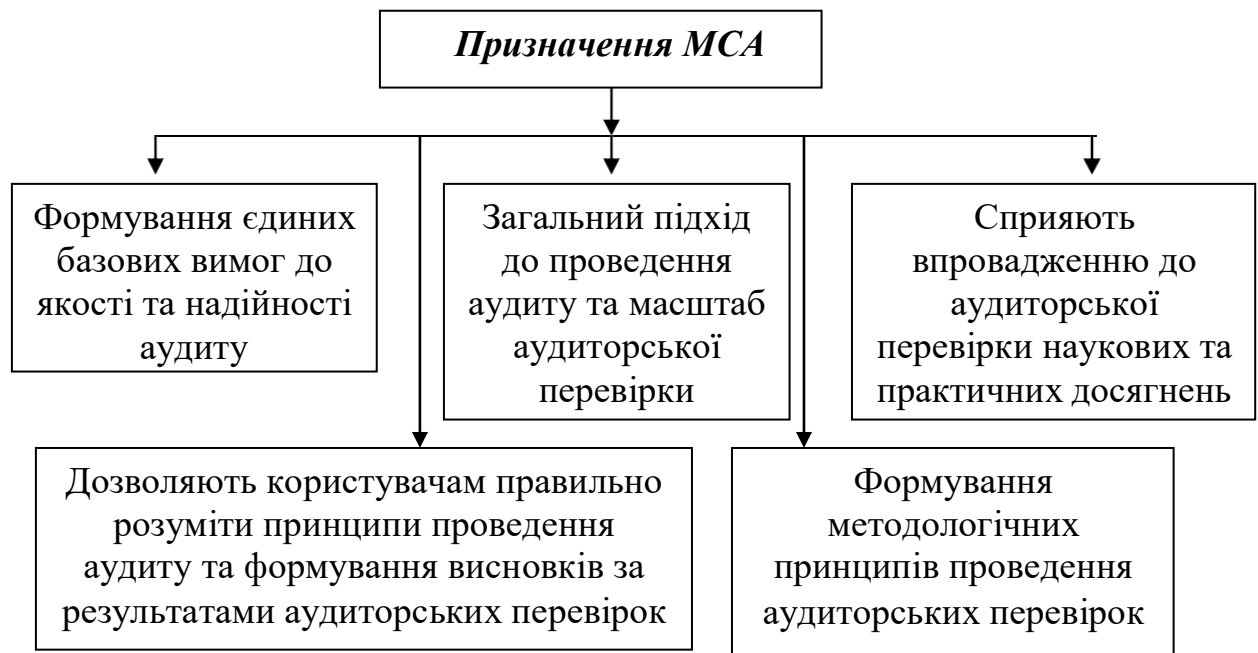 Призначення МСА
Формування єдиних
базових вимог до
якості та надійності
аудиту
Загальний підхід
до проведення
аудиту та масштаб
аудиторської
перевірки
Сприяють
впровадженню до
аудиторської
перевірки наукових та
практичних досягнень
Дозволяють користувачам правильно
розуміти принципи проведення
аудиту та формування висновків за
результатами аудиторських перевірок
Формування
методологічних
принципів проведення
аудиторських перевірок